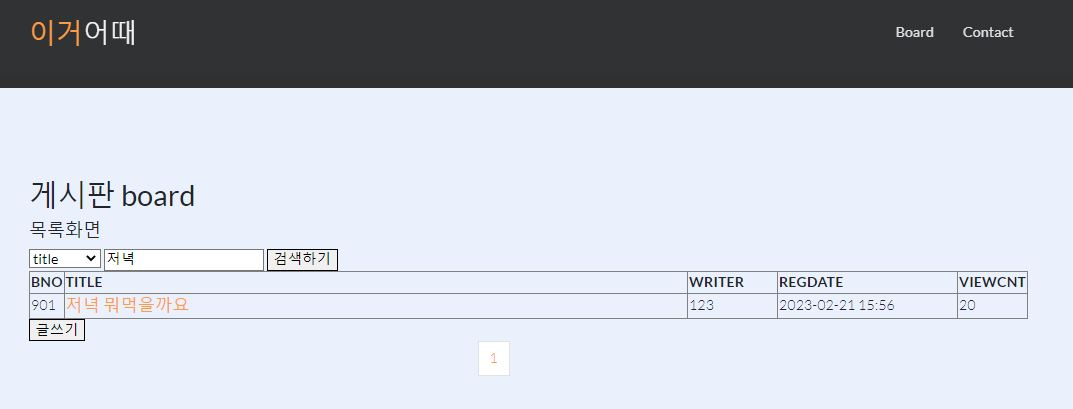 이거어때
Board Contact
게시판 board
목록화면
title 저녁 검색하기
BNO TITLE WRITER REGDATE VIEWCNT
901 저녁 뭐먹을까요 123 2023-02-21 15:56 20
글쓰기
1